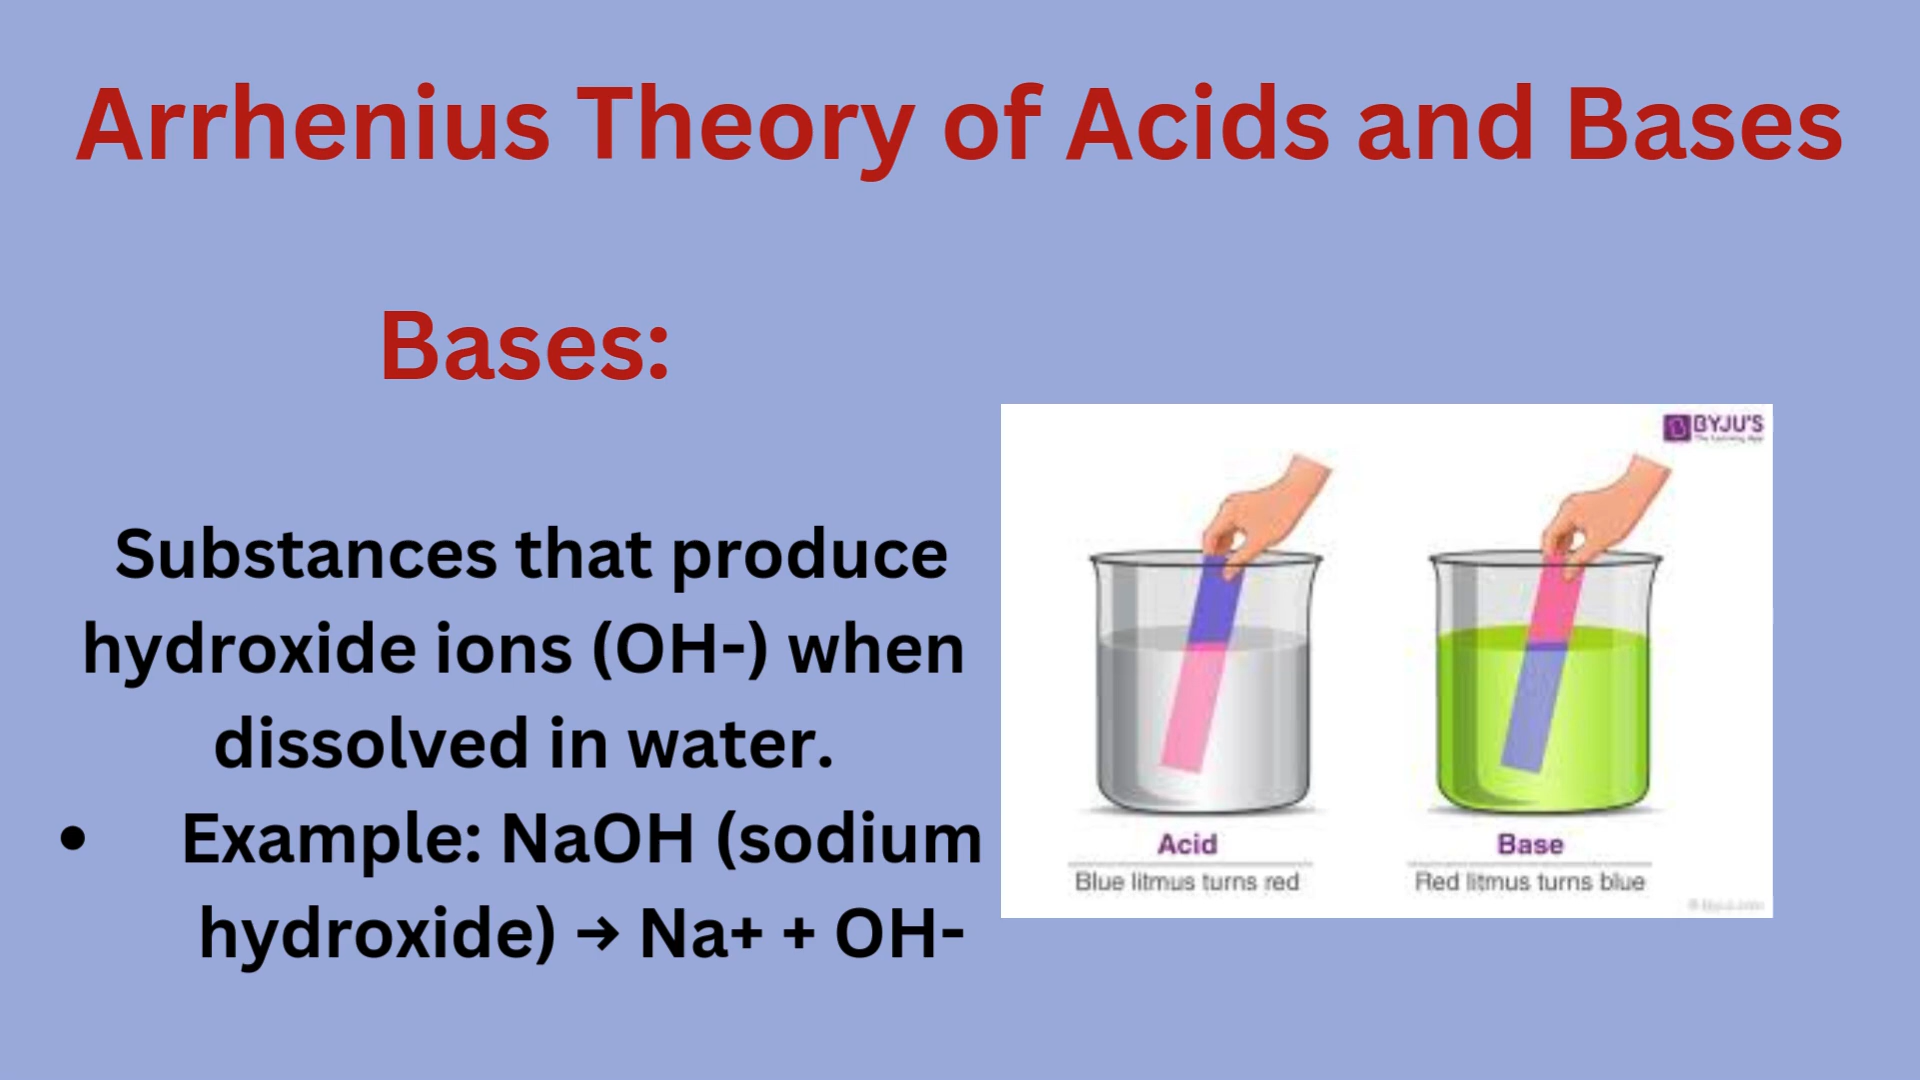 Arrhenius Theory of Acids and Bases
Bases:
Substances that produce
hydroxide ions (OH-) when
dissolved in water.
• Example: NaOH (sodium
hydroxide) → Na+ + OH-
BYJU'S
The Learning App
Acid
Blue litmus turns red
Base
Red litmus turns blue